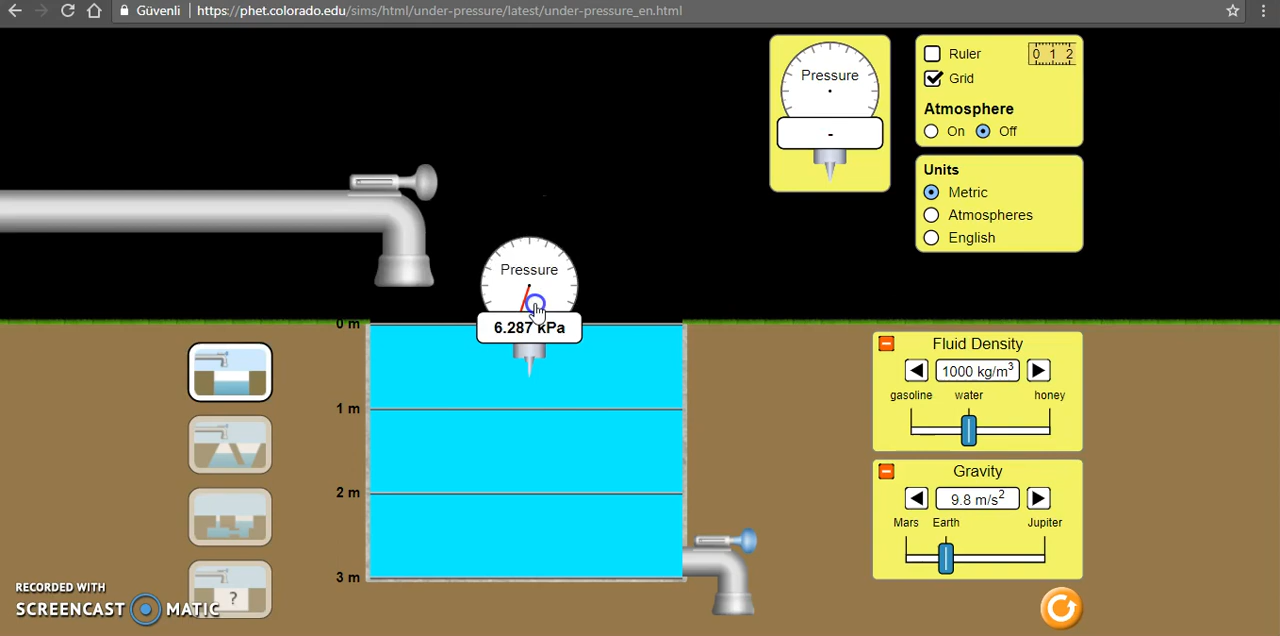 Güvenli
https://phet.colorado.edu/sims/html/under-pressure/latest/under-pressure_en.html
Pressure
-
Ruler
0 1 2
Grid
Atmosphere
On Off
Units
Metric
Atmospheres
English
Pressure
6.287 kPa
0 m
1 m
2 m
3 m
?
Fluid Density
1000 kg/m³
gasoline water honey
Gravity
9.8 m/s²
Mars Earth Jupiter
RECORDED WITH
SCREENCAST MATIC